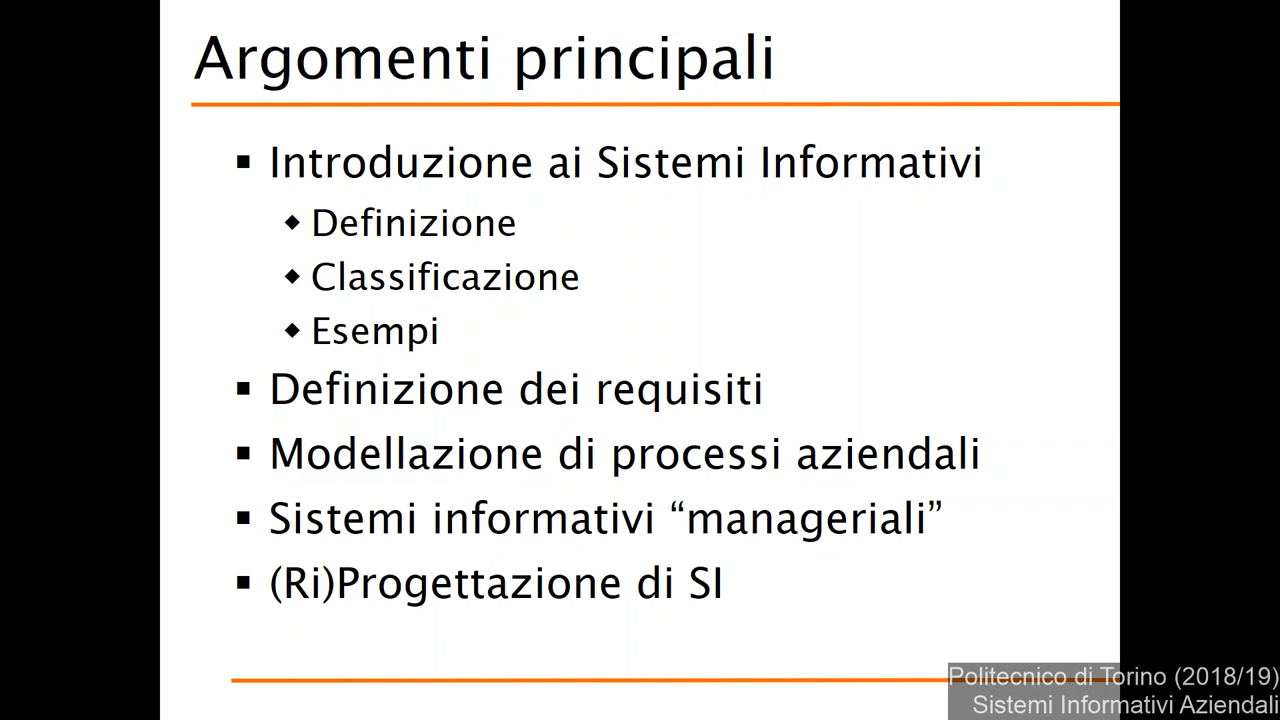 Argomenti principali
Introduzione ai Sistemi Informativi
Definizione
Classificazione
Esempi
Definizione dei requisiti
Modellazione di processi aziendali
Sistemi informativi “manageriali”
(Ri)Progettazione di SI
Politecnico di Torino (2018/19)
Sistemi Informativi Aziendali